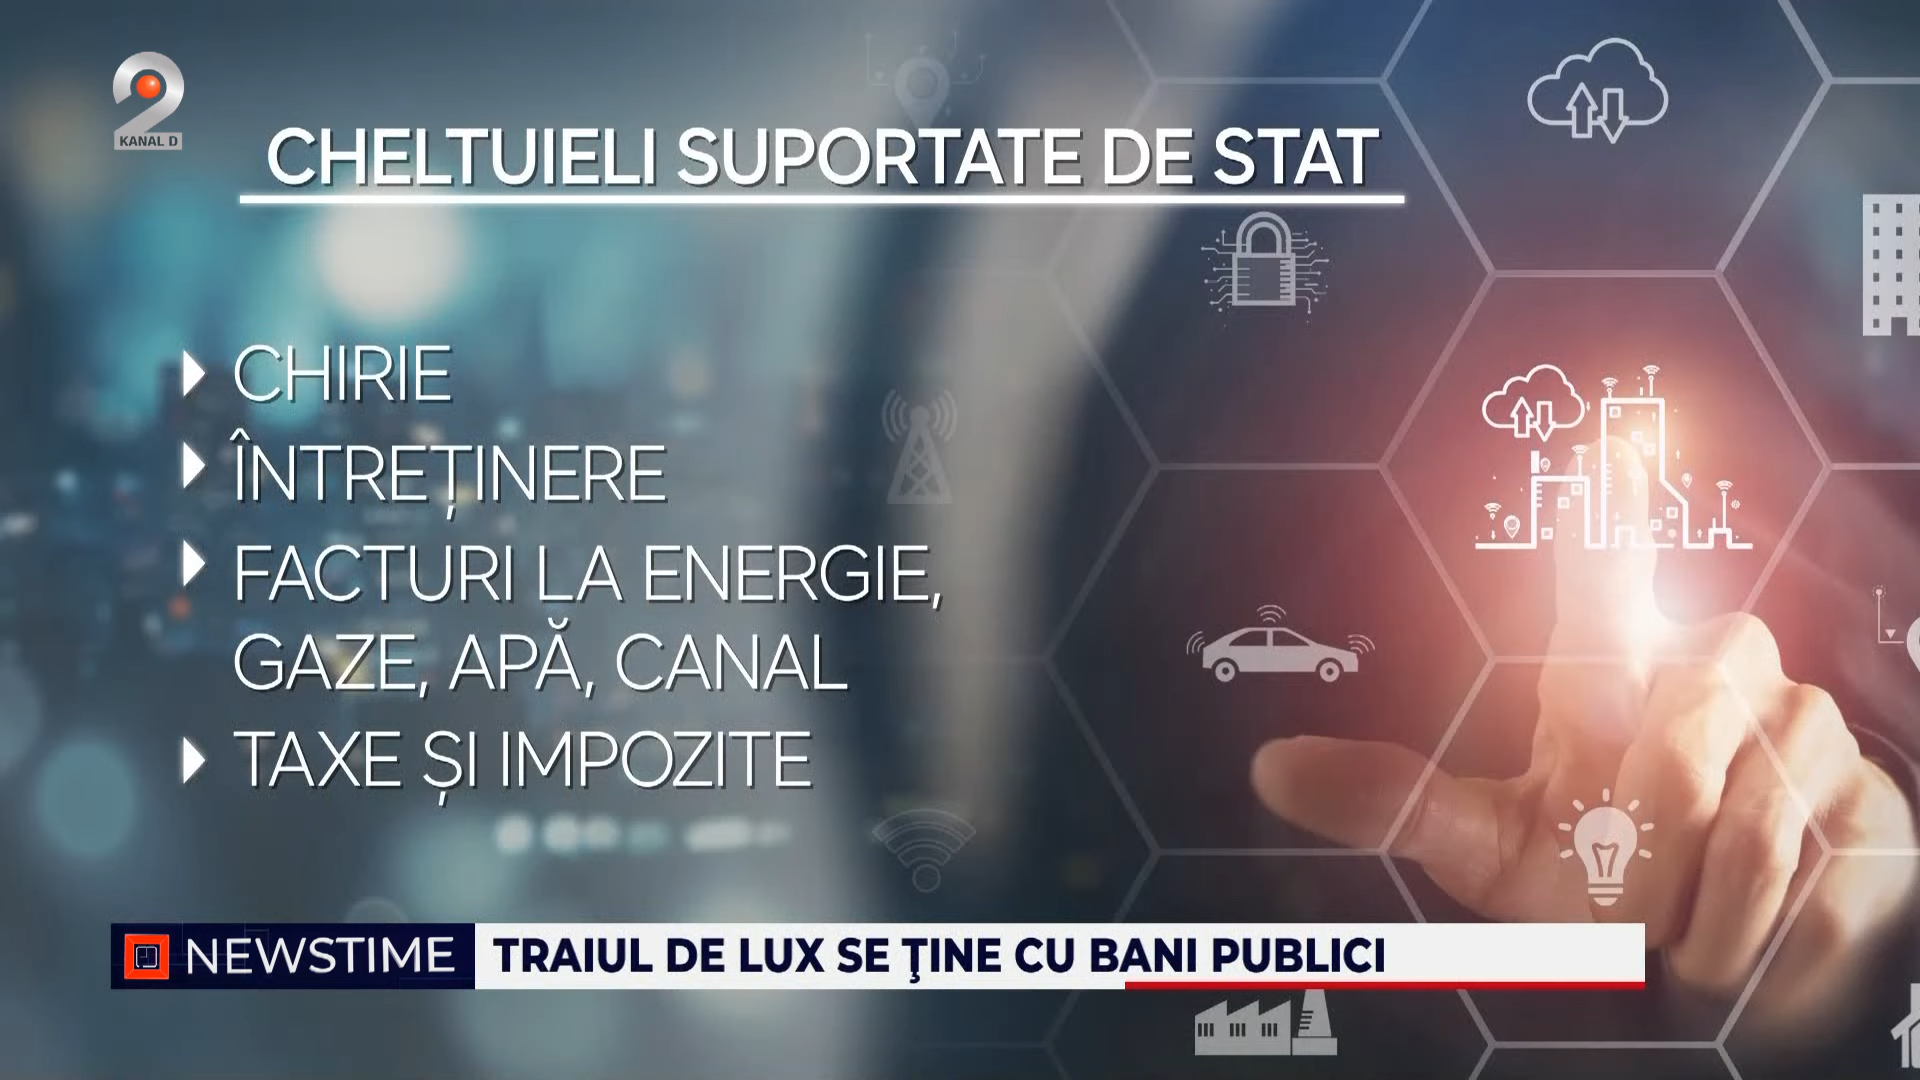 2
KANAL D
CHELTUIELI SUPORTATE DE STAT
CHIRIE
ÎNTREȚINERE
FACTURI LA ENERGIE,
GAZE, APĂ, CANAL
TAXE ȘI IMPOZITE
NEWSTIME
TRAIUL DE LUX SE ŢINE CU BANI PUBLICI